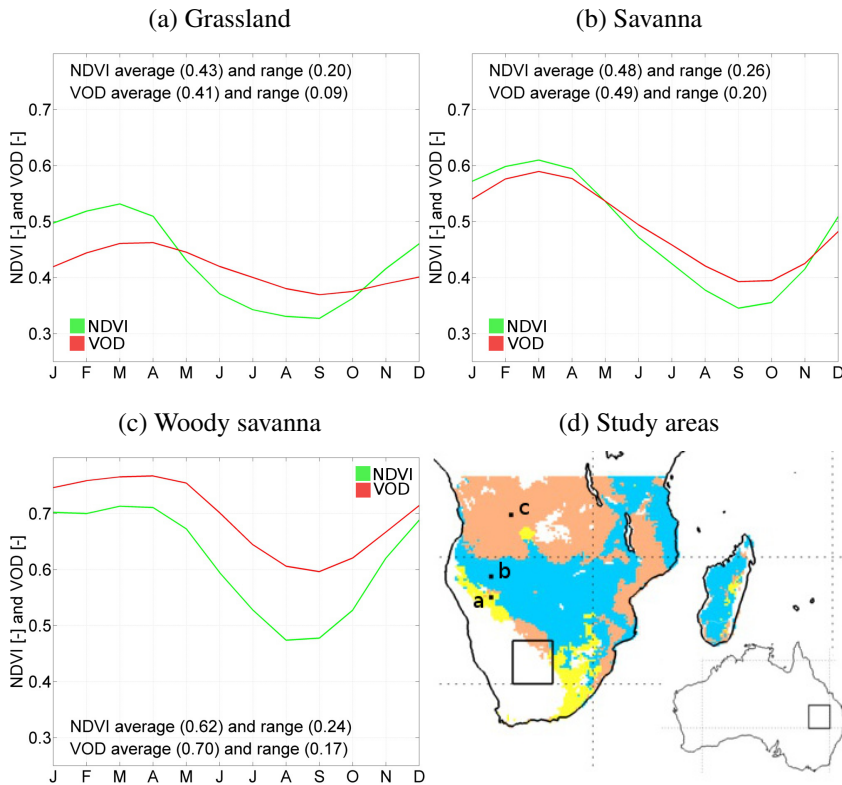 (a) Grassland
NDVI average (0.43) and range (0.20)
VOD average (0.41) and range (0.09)
NDVI [-] and VOD [-]
0.7
0.6
0.5
0.4
0.3
NDVI
VOD
J F M A M J J A S O N D
(b) Savanna
NDVI average (0.48) and range (0.26)
VOD average (0.49) and range (0.20)
NDVI [-] and VOD [-]
0.7
0.6
0.5
0.4
0.3
NDVI
VOD
J F M A M J J A S O N D
(c) Woody savanna
NDVI
VOD
NDVI [-] and VOD [-]
0.7
0.6
0.5
0.4
0.3
NDVI average (0.62) and range (0.24)
VOD average (0.70) and range (0.17)
J F M A M J J A S O N D
(d) Study areas
c
b
a